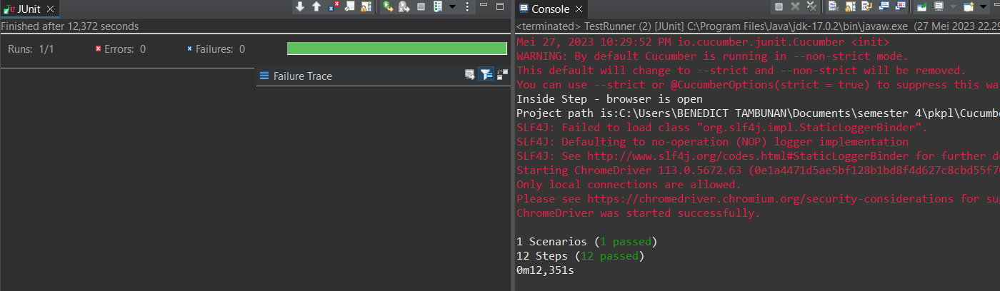 JUnit
Finished after 12,372 seconds
Runs: 1/1 Errors: 0 Failures: 0
Failure Trace
Console
<terminated> TestRunner (2) [JUnit] C:\Program Files\Java\jdk-17.0.2\bin\javaw.exe (27 Mei 2023 22.29
Mei 27, 2023 10:29:52 PM io.cucumber.junit.Cucumber <init>
WARNING: By default Cucumber is running in --non-strict mode.
This default will change to --strict and --non-strict will be removed.
You can use --strict or @CucumberOptions(strict = true) to suppress this wa
Inside Step - browser is open
Project path is:C:\Users\BENEDICT TAMBUNAN\Documents\semester 4\pkpl\Cucumbe
SLF4J: Failed to load class "org.slf4j.impl.StaticLoggerBinder".
SLF4J: Defaulting to no-operation (NOP) logger implementation
SLF4J: See http://www.slf4j.org/codes.html#StaticLoggerBinder for further d
Starting ChromeDriver 113.0.5672.63 (0e1a4471d5ae5bf128b1bd8f4d627c8cbd55f7
Only local connections are allowed.
Please see https://chromedriver.chromium.org/security-considerations for su
ChromeDriver was started successfully.
1 Scenarios (1 passed)
12 Steps (12 passed)
0m12,351s